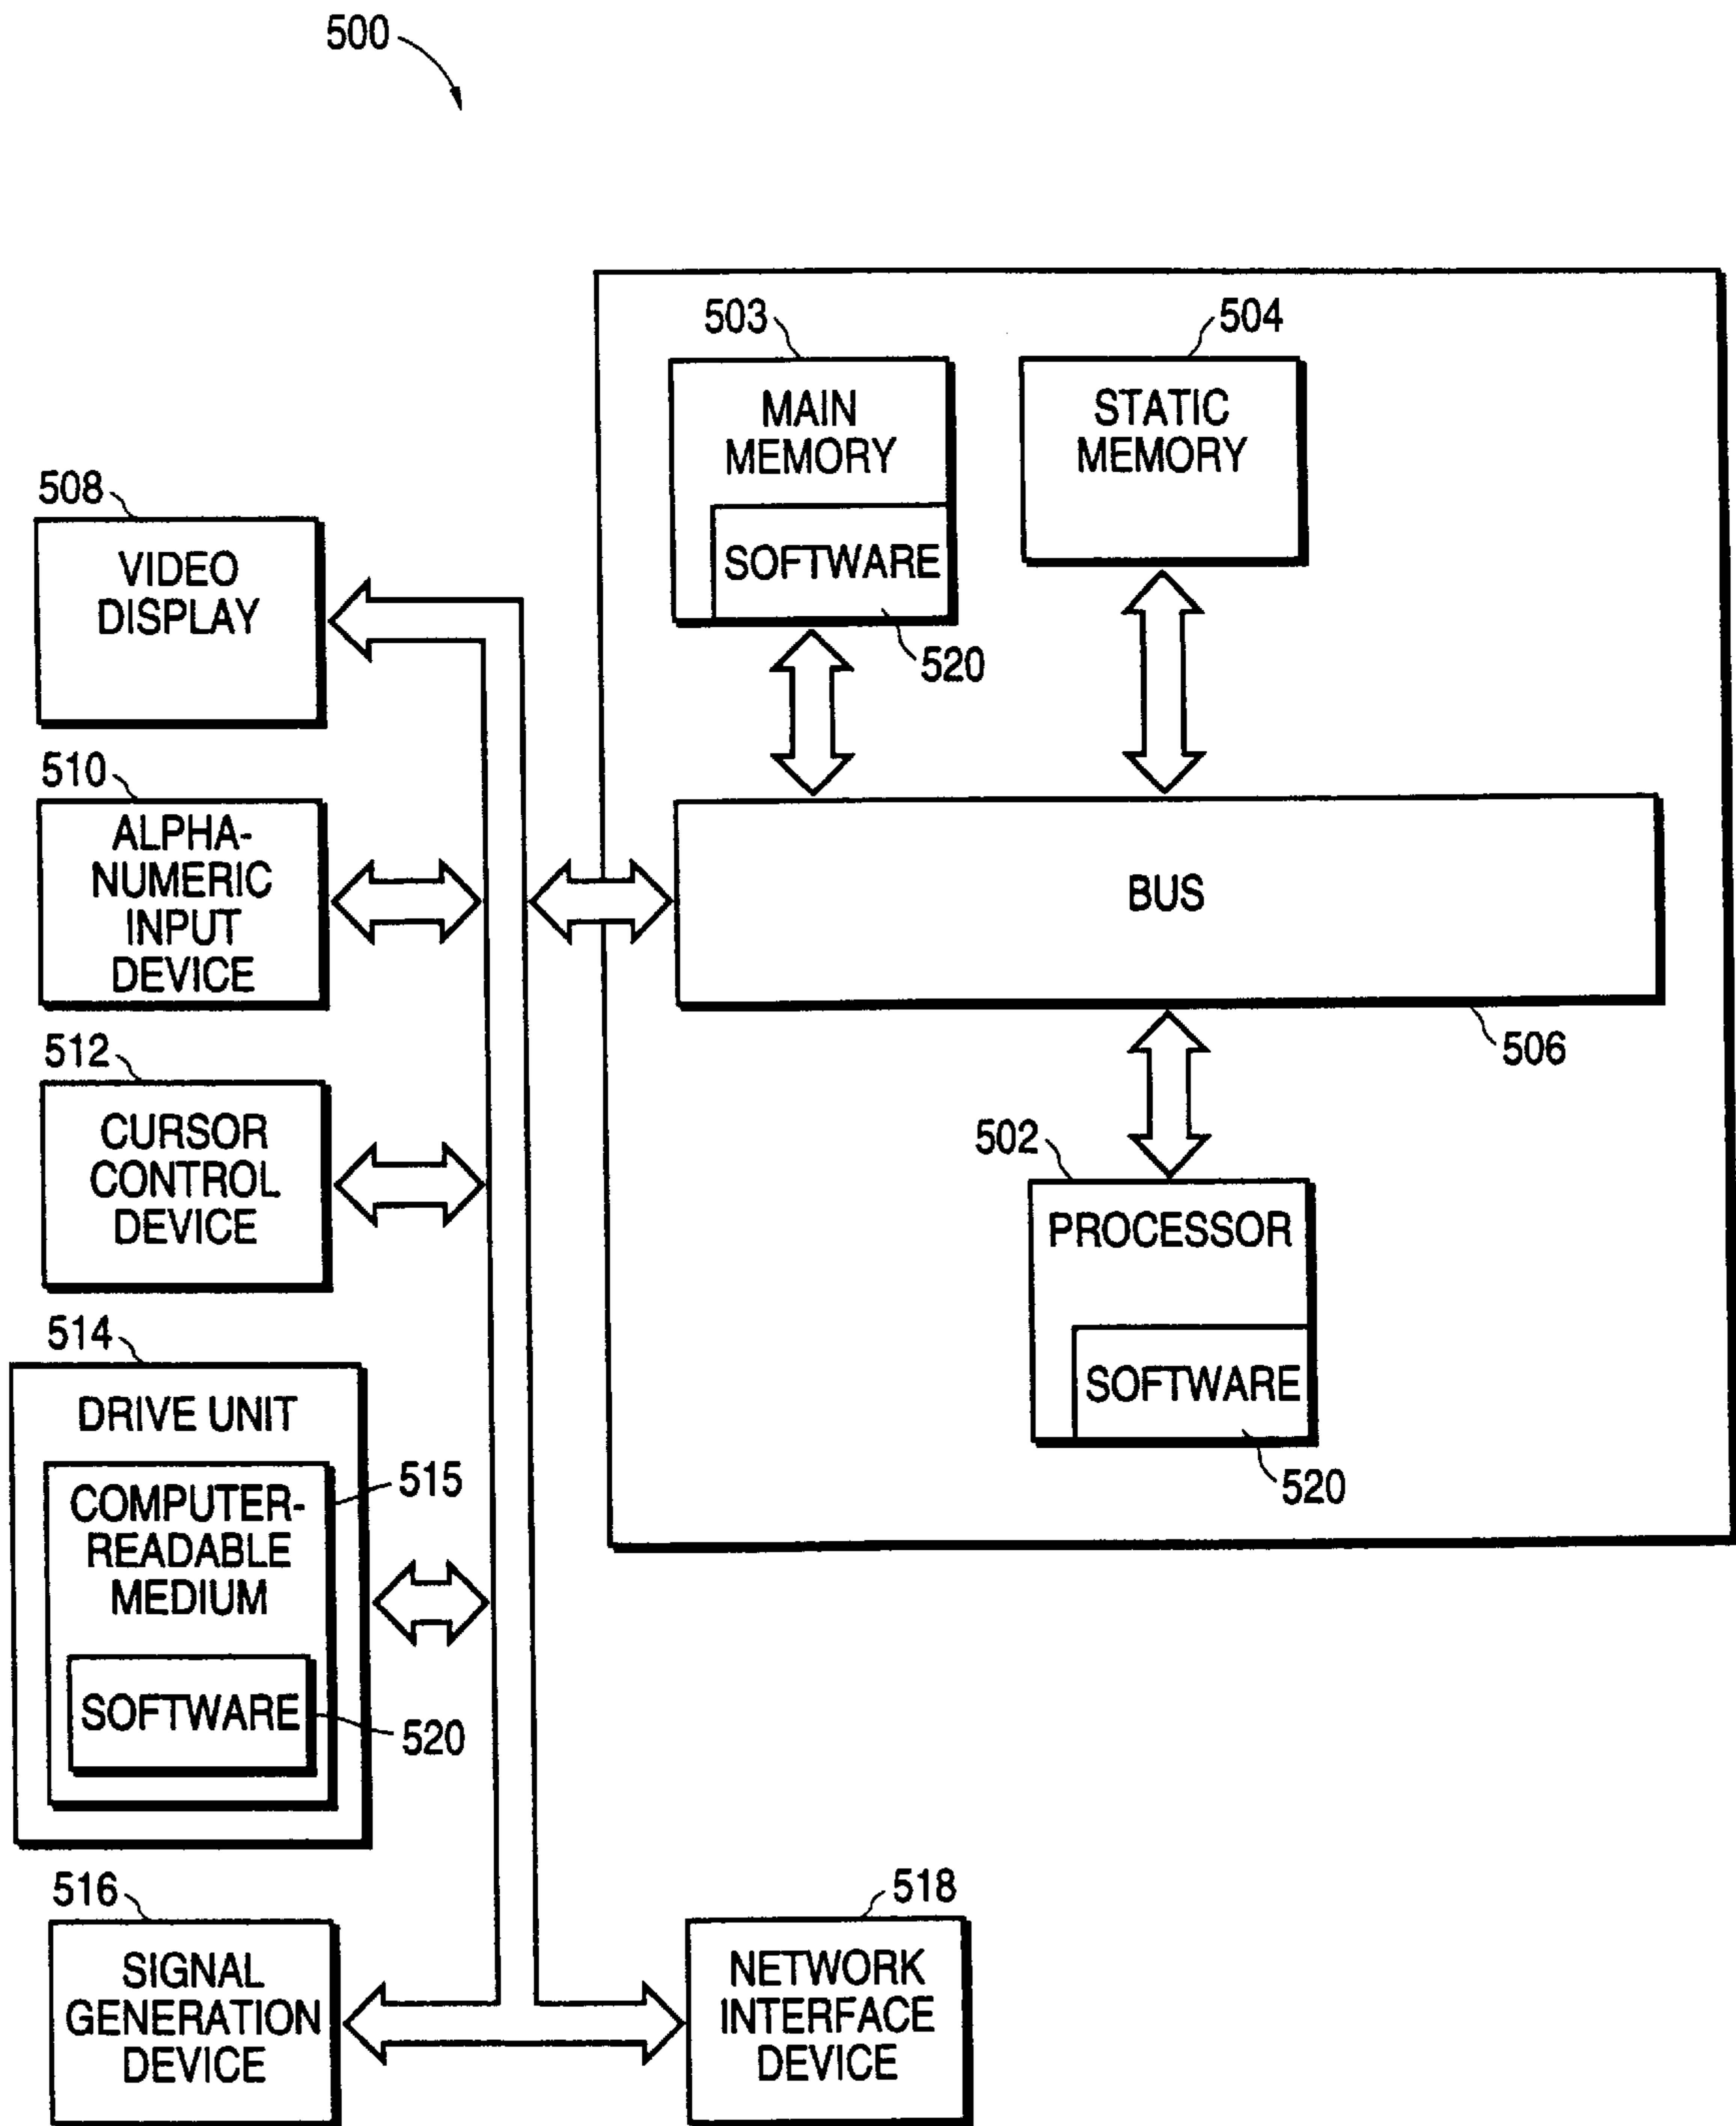 500
503
504
MAIN
MEMORY
STATIC
MEMORY
SOFTWARE
520
508
VIDEO
DISPLAY
510
ALPHA-
NUMERIC
INPUT
DEVICE
BUS
506
512
CURSOR
CONTROL
DEVICE
502
PROCESSOR
SOFTWARE
520
514
DRIVE UNIT
COMPUTER-
READABLE
MEDIUM
515
SOFTWARE
520
516
SIGNAL
GENERATION
DEVICE
518
NETWORK
INTERFACE
DEVICE